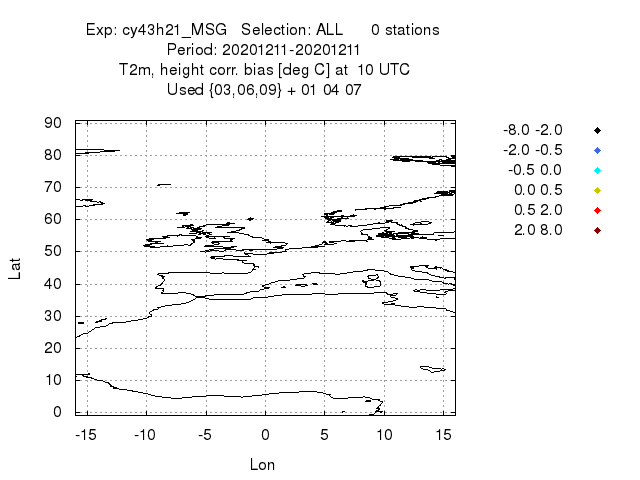 Exp: cy43h21_MSG Selection: ALL 0 stations
Period: 20201211-20201211
T2m, height corr. bias [deg C] at 10 UTC
Used {03,06,09} + 01 04 07
90
80
70
60
50
40
30
20
10
0
Lat
-15 -10 -5 0 5 10 15
Lon
-8.0 -2.0
-2.0 -0.5
-0.5 0.0
0.0 0.5
0.5 2.0
2.0 8.0